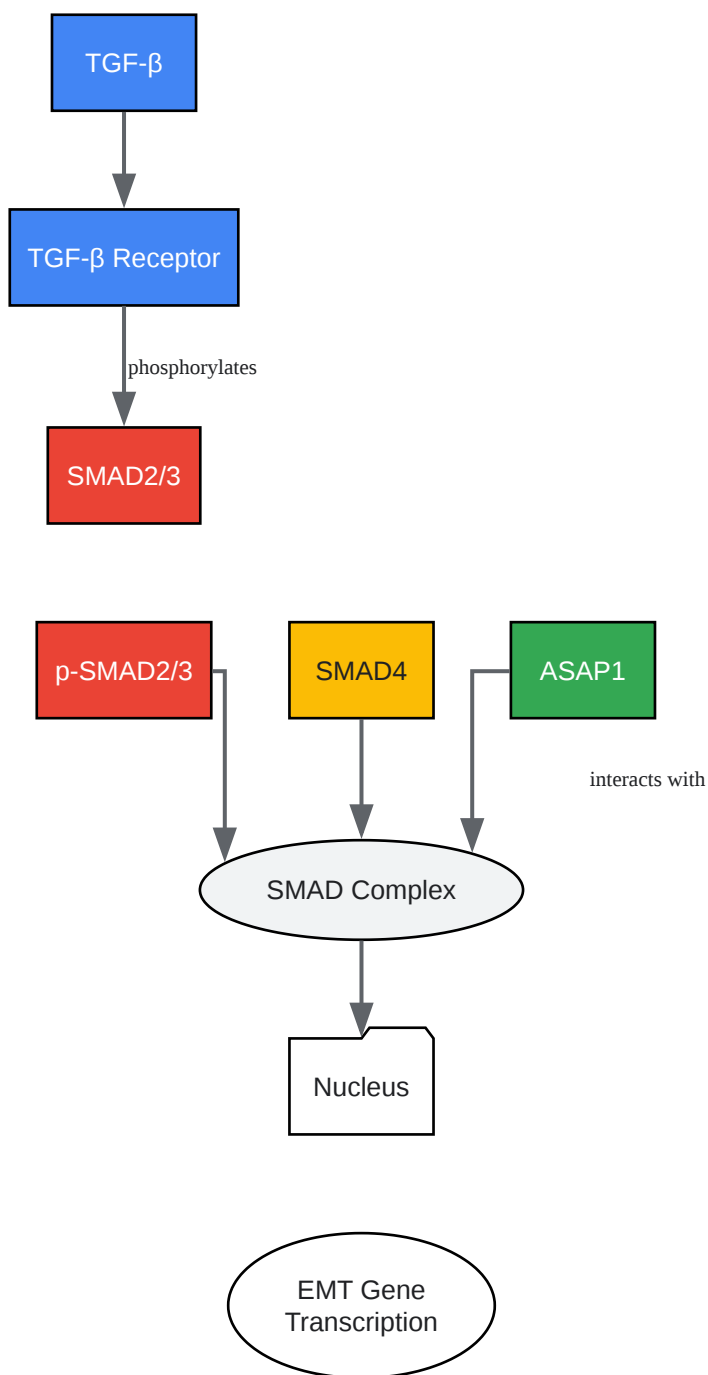 TGF-β
TGF-β Receptor
phosphorylates
SMAD2/3
p-SMAD2/3
SMAD4
ASAP1
interacts with
SMAD Complex
Nucleus
EMT Gene
Transcription